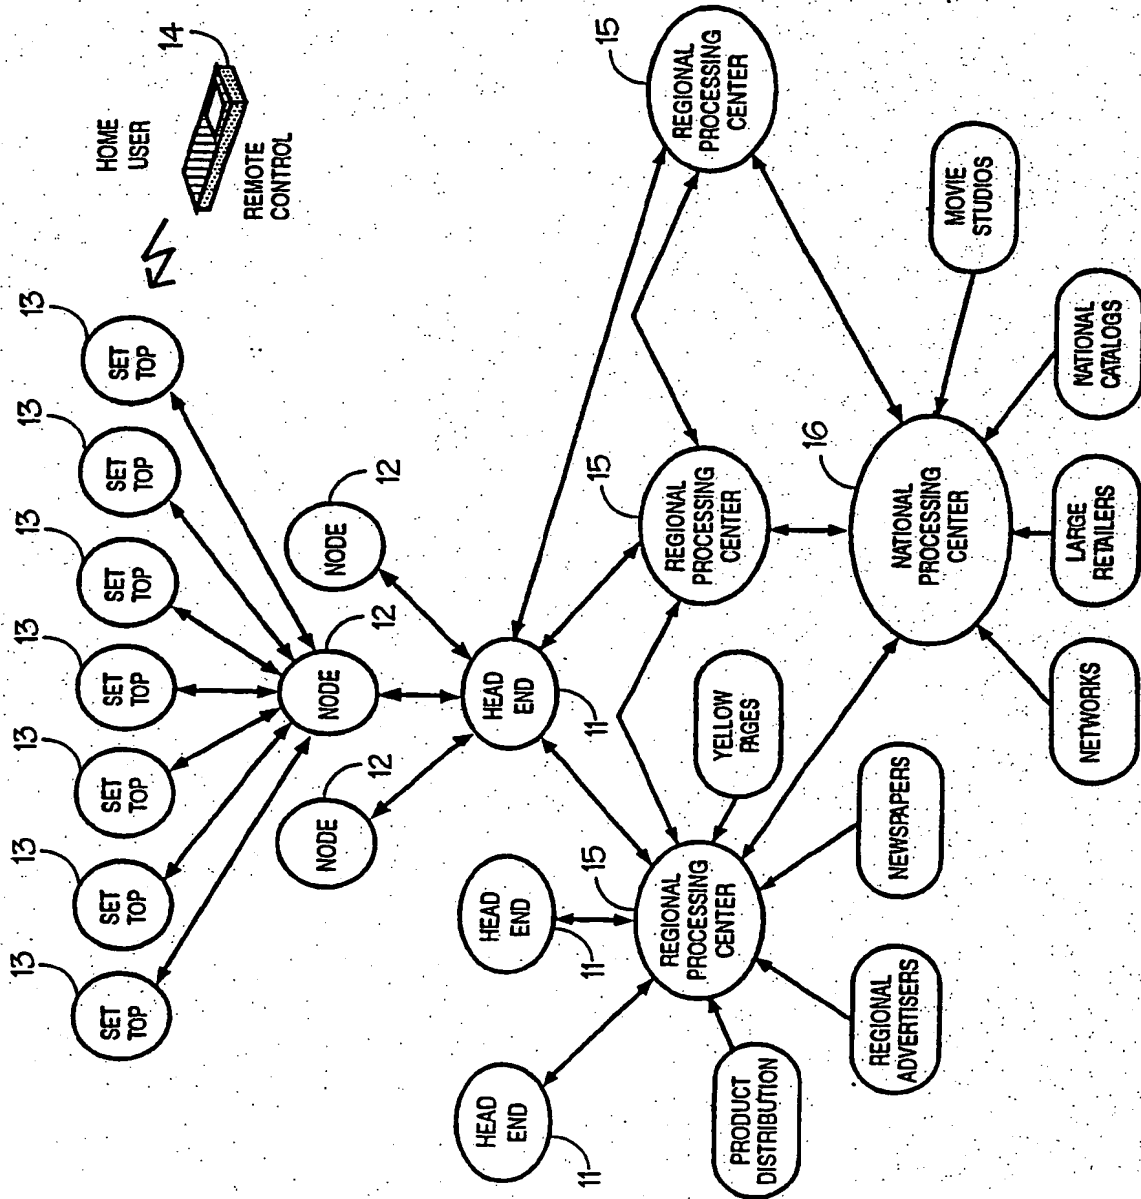 13
13
13
13
13
13
13
SET
TOP
SET
TOP
SET
TOP
SET
TOP
SET
TOP
SET
TOP
SET
TOP
HOME
USER
14
REMOTE
CONTROL
12
NODE
12
NODE
12
NODE
HEAD
END
11
HEAD
END
11
HEAD
END
11
15
REGIONAL
PROCESSING
CENTER
15
REGIONAL
PROCESSING
CENTER
15
REGIONAL
PROCESSING
CENTER
PRODUCT
DISTRIBUTION
YELLOW
PAGES
REGIONAL
ADVERTISERS
NEWSPAPERS
16
NATIONAL
PROCESSING
CENTER
MOVIE
STUDIOS
NETWORKS
LARGE
RETAILERS
NATIONAL
CATALOGS